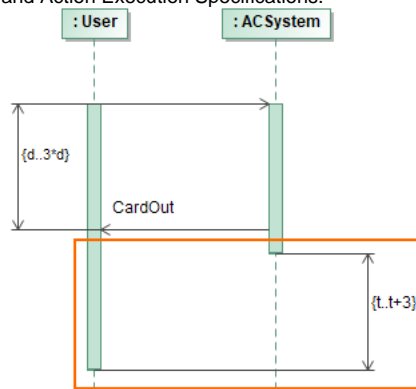 and Action Execution Specifications.
: User
: ACSystem
{d..3*d}
CardOut
{t..t+3}